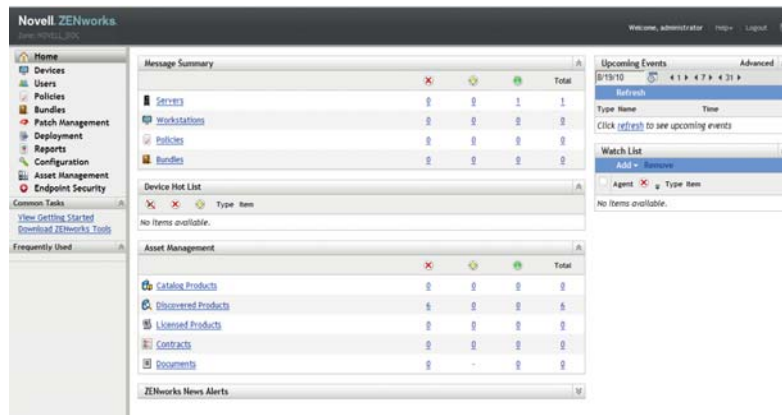 Novell. ZENworks.
Zone: NOVELL_DOC
Welcome, administrator Help Logout
Home
Devices
Users
Policies
Bundles
Patch Management
Deployment
Reports
Configuration
Asset Management
Endpoint Security
Common Tasks
View Getting Started
Download ZENworks Tools
Frequently Used
Message Summary
Total
Servers 0 0 1 1
Workstations 0 0 0 0
Policies 0 0 0 0
Bundles 0 0 0 0
Device Hot List
Type Item
No items available.
Asset Management
Total
Catalog Products 0 0 0 0
Discovered Products 6 0 0 6
Licensed Products 0 0 0 0
Contracts 0 0 0 0
Documents 0 - 0 0
ZENworks News Alerts
Upcoming Events Advanced
8/19/10 1 7 31
Refresh
Type Name Time
Click refresh to see upcoming events
Watch List
Add Remove
Agent Type Item
No items available.